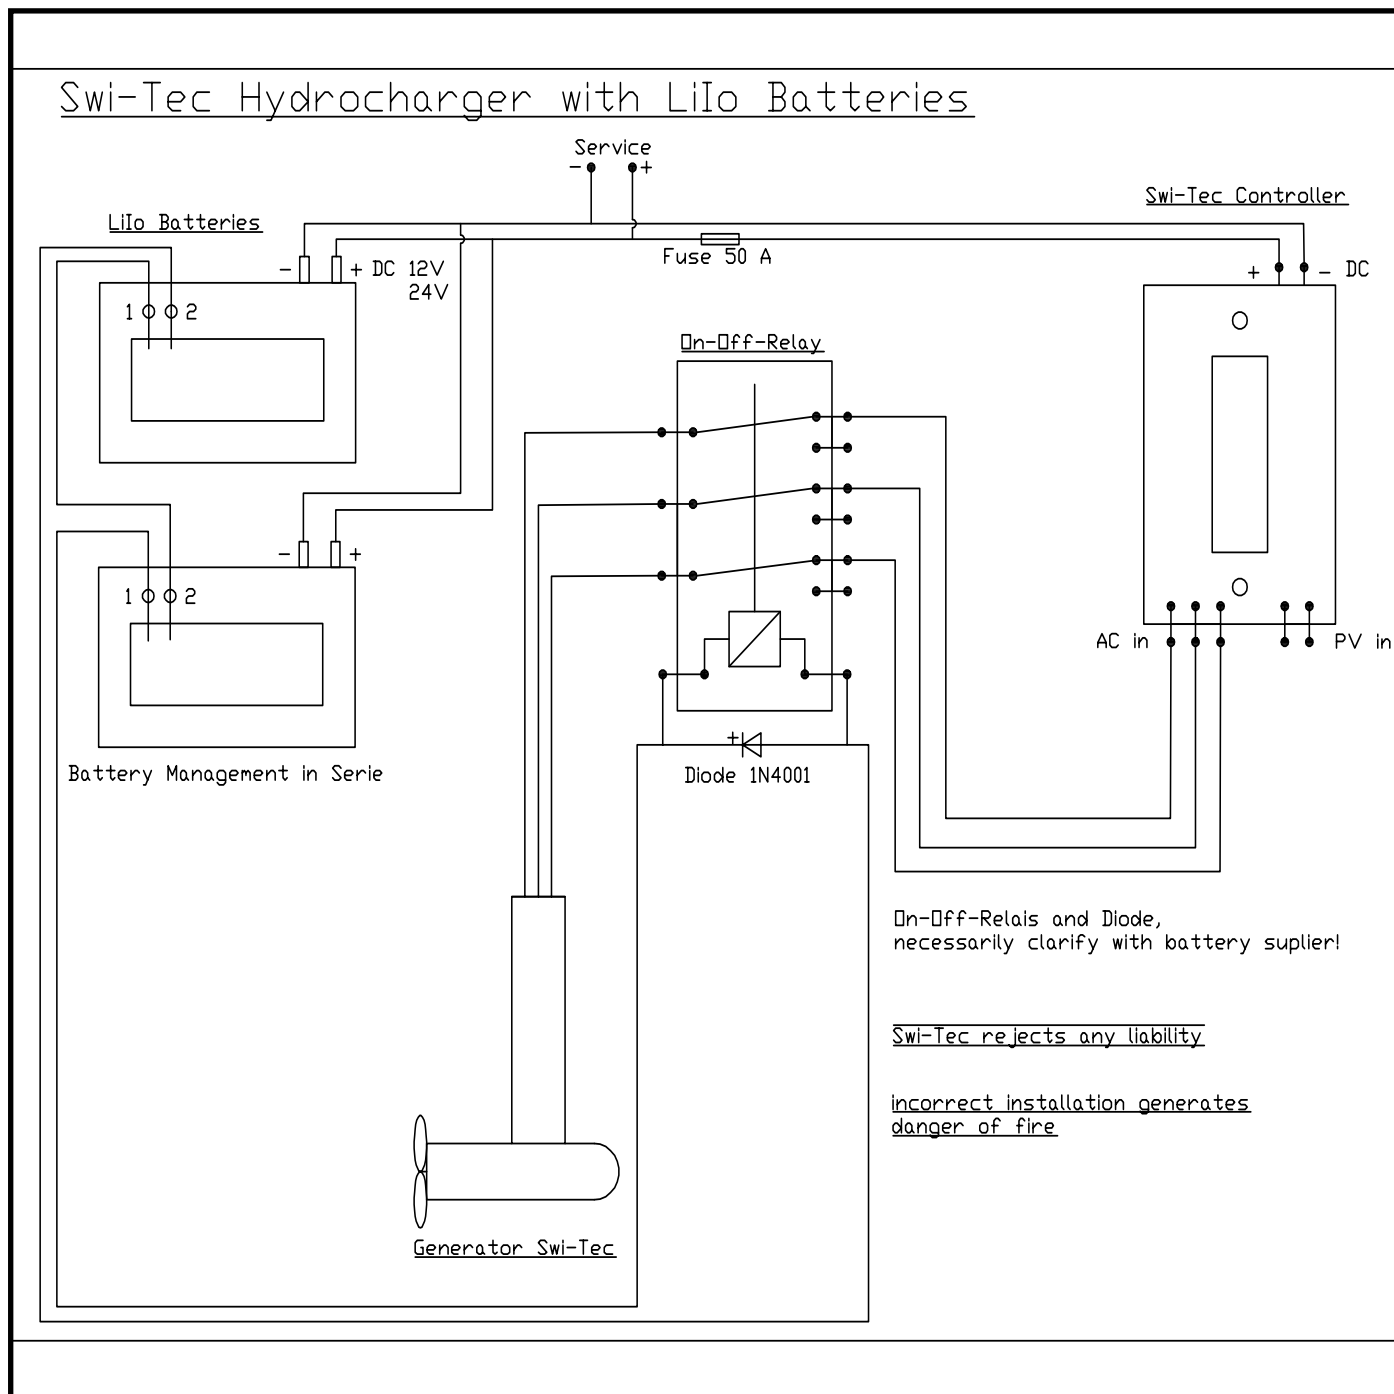 Swi-Tec Hydrocharger with LiIo Batteries
Service
- +
Swi-Tec Controller
LiIo Batteries
Fuse 50 A
- + DC 12V
24V
+ - DC
1 2
On-Off-Relay
- +
1 2
AC in
PV in
+
Battery Management in Serie
Diode 1N4001
On-Off-Relais and Diode,
necessarily clarify with battery suplier!
Swi-Tec rejects any liability
incorrect installation generates
danger of fire
Generator Swi-Tec